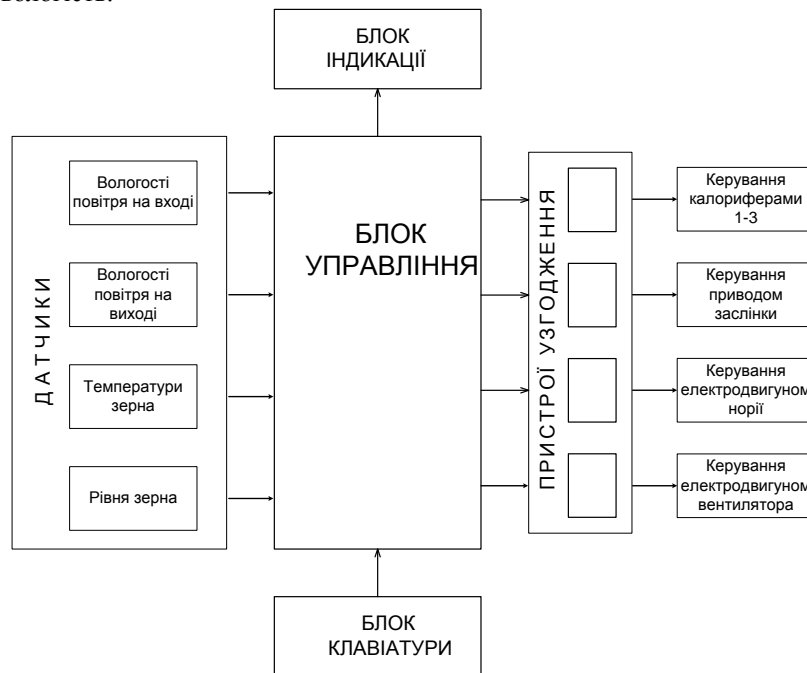 БЛОК
ІНДИКАЦІЇ
ДАТЧИКИ
Вологості
повітря на вході
Вологості
повітря на
виході
Температури
зерна
Рівня зерна
БЛОК
УПРАВЛІННЯ
ПРИСТРОЇ УЗГОДЖЕННЯ
Керування
калориферами
1-3
Керування
приводом
заслінки
Керування
електродвигуном
норії
Керування
електродвигуном
вентилятора
БЛОК
КЛАВІАТУРИ